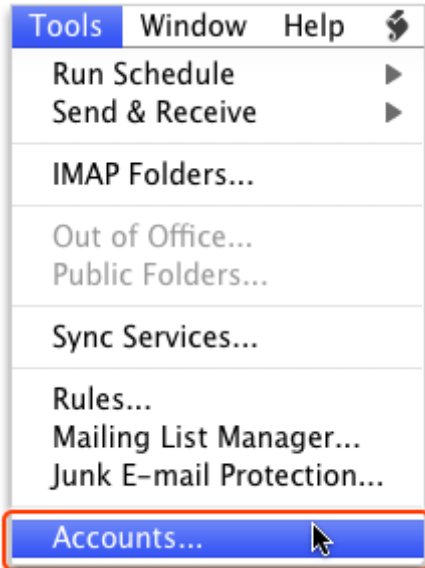 Tools Window Help
Run Schedule
Send & Receive
IMAP Folders...
Out of Office...
Public Folders...
Sync Services...
Rules...
Mailing List Manager...
Junk E-mail Protection...
Accounts...